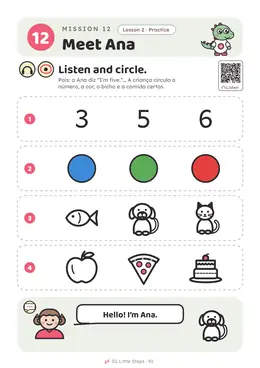 12
MISSION 12
Lesson 2 · Practice
Meet Ana
Listen and circle.
Pais: a Ana diz "I'm five."... A criança circula o
número, a cor, o bicho e a comida certos.
Listen
1
3 5 6
2
3
4
Hello! I'm Ana.